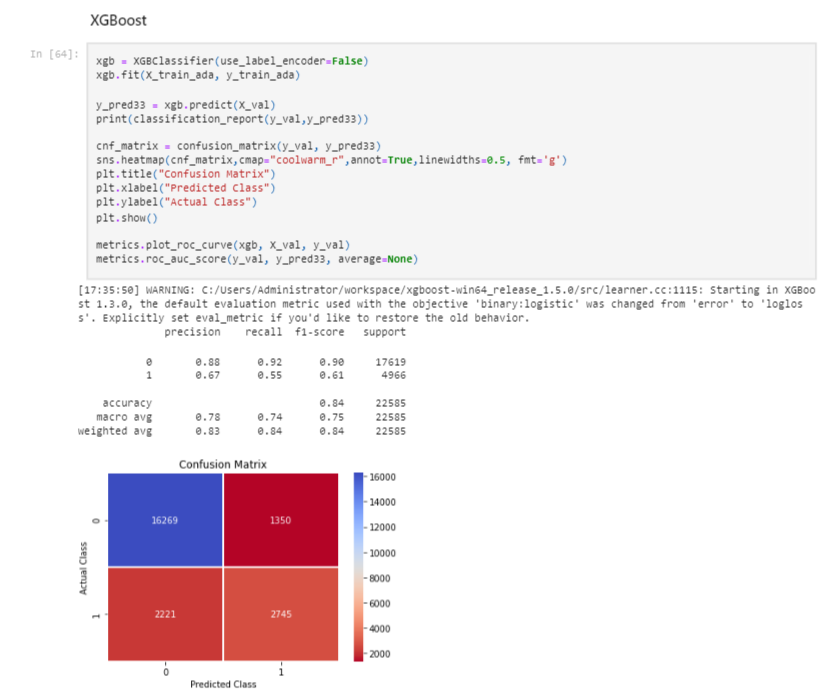 XGBoost
In [64]:
xgb = XGBClassifier(use_label_encoder=False)
xgb.fit(X_train_ada, y_train_ada)
y_pred33 = xgb.predict(X_val)
print(classification_report(y_val,y_pred33))
cnf_matrix = confusion_matrix(y_val, y_pred33)
sns.heatmap(cnf_matrix,cmap="coolwarm_r",annot=True,linewidths=0.5, fmt='g')
plt.title("Confusion Matrix")
plt.xlabel("Predicted Class")
plt.ylabel("Actual Class")
plt.show()
metrics.plot_roc_curve(xgb, X_val, y_val)
metrics.roc_auc_score(y_val, y_pred33, average=None)
[17:35:50] WARNING: C:/Users/Administrator/workspace/xgboost-win64_release_1.5.0/src/learner.cc:1115: Starting in XGBoo
st 1.3.0, the default evaluation metric used with the objective 'binary:logistic' was changed from 'error' to 'loglos
s'. Explicitly set eval_metric if you'd like to restore the old behavior.
precision recall f1-score support
0 0.88 0.92 0.90 17619
1 0.67 0.55 0.61 4966
accuracy 0.84 22585
macro avg 0.78 0.74 0.75 22585
weighted avg 0.83 0.84 0.84 22585
Confusion Matrix
16000
14000
12000
10000
8000
6000
4000
2000
Actual Class
0
1
16269 1350
2221 2745
0 1
Predicted Class